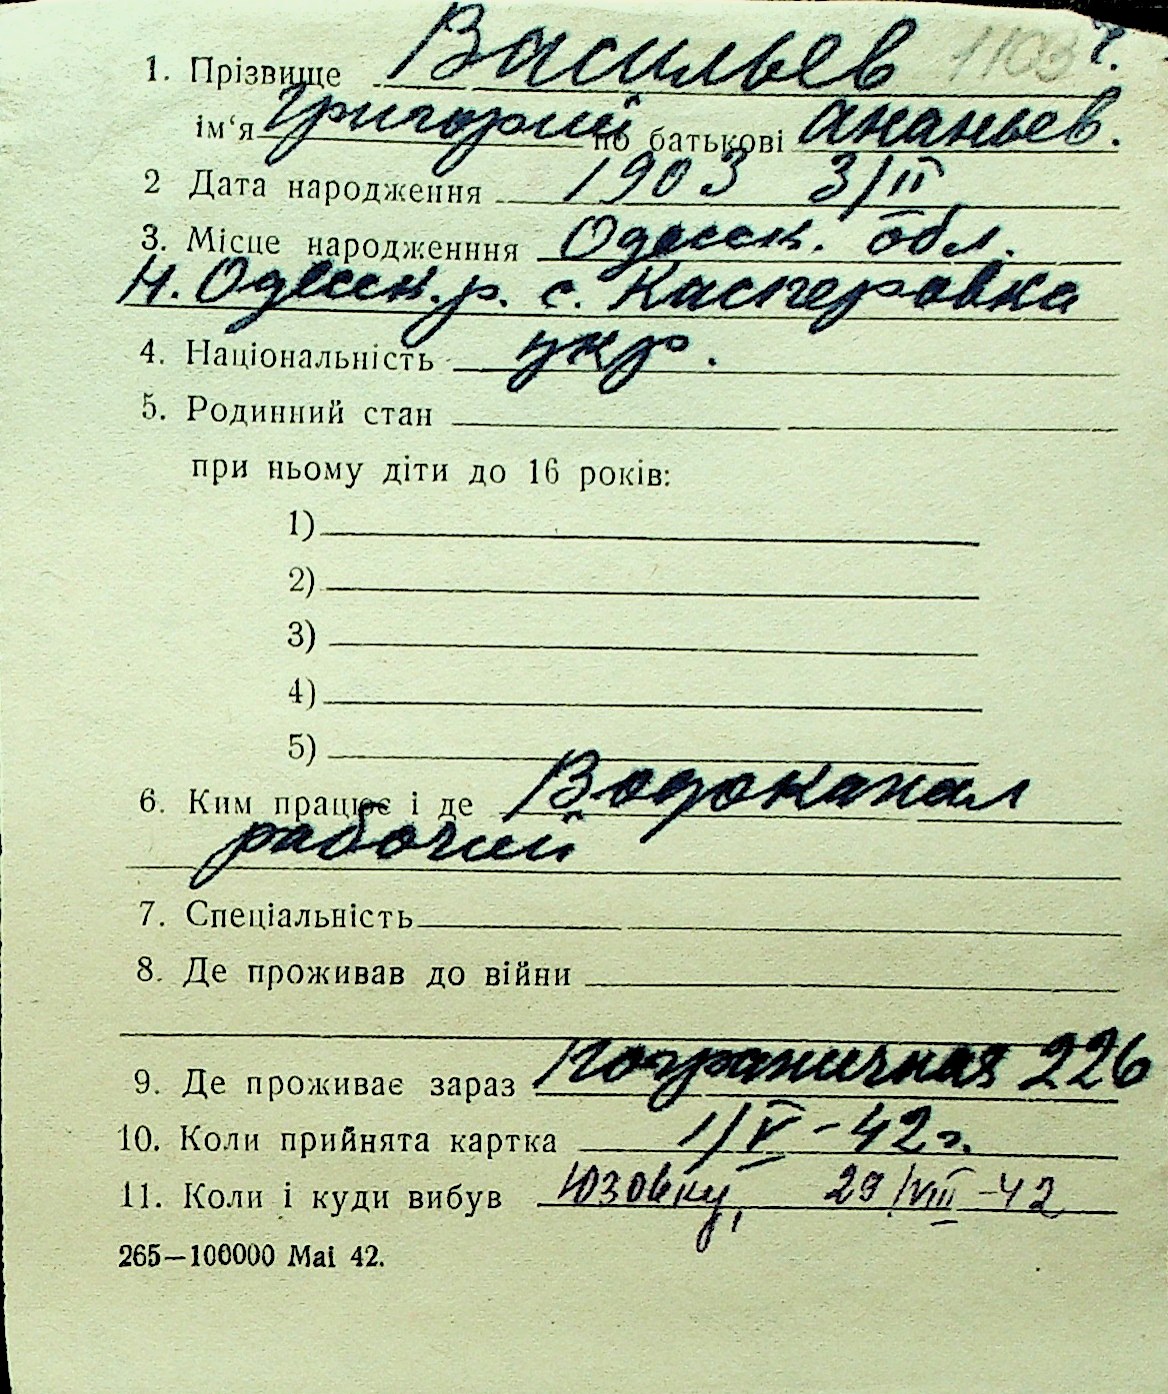 1. Прізвище Васильев 1103 г.
ім'я Григорий по батькові Ананьев.
2 Дата народження 1903 3/II
3. Місце народженння Одесск. обл.
Н. Одесск. р. с. Касперовка
4. Національність укр.
5. Родинний стан
при ньому діти до 16 років:
1)
2)
3)
4)
5)
6. Ким працює і де Водоканал
рабочий
7. Спеціальність
8. Де проживав до війни
9. Де проживає зараз Пограничная 226
10. Коли прийнята картка 1/V-42г.
11. Коли і куди вибув Юзовку, 29/VIII-42
265—100000 Mai 42.